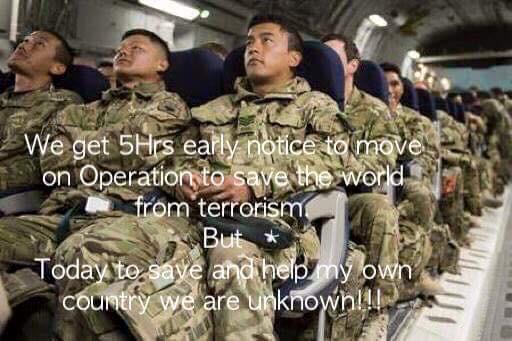 We get 5Hrs early notice to move
on Operation to save the world
from terrorism.
But *
Today to save and help my own
country we are unknown!!!